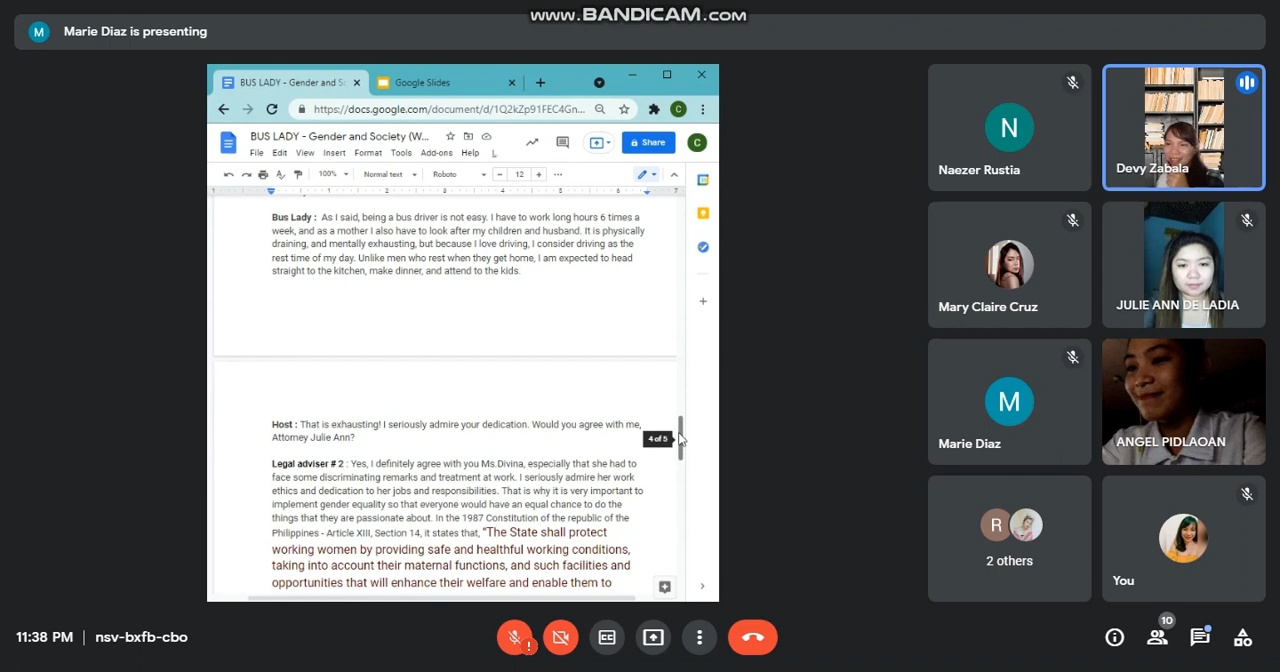 www.BANDICAM.com
M
Marie Diaz is presenting
BUS LADY - Gender and So
Google Slides
https://docs.google.com/document/d/1Q2kZp91FEC4Gn...
C
BUS LADY - Gender and Society (W...
Share
C
File Edit View Insert Format Tools Add-ons Help L
100% Normal text Roboto 12
1 1 2 3 4 5 6 7
Bus Lady : As I said, being a bus driver is not easy. I have to work long hours 6 times a
week, and as a mother I also have to look after my children and husband. It is physically
draining, and mentally exhausting, but because I love driving, I consider driving as the
rest time of my day. Unlike men who rest when they get home, I am expected to head
straight to the kitchen, make dinner, and attend to the kids.
Host : That is exhausting! I seriously admire your dedication. Would you agree with me,
Attorney Julie Ann?
4 of 5
Legal adviser # 2 : Yes, I definitely agree with you Ms.Divina, especially that she had to
face some discriminating remarks and treatment at work. I seriously admire her work
ethics and dedication to her jobs and responsibilities. That is why it is very important to
implement gender equality so that everyone would have an equal chance to do the
things that they are passionate about. In the 1987 Constitution of the republic of the
Philippines - Article XIII, Section 14, it states that, "The State shall protect
working women by providing safe and healthful working conditions,
taking into account their maternal functions, and such facilities and
opportunities that will enhance their welfare and enable them to
N
Naezer Rustia
Devy Zabala
Mary Claire Cruz
JULIE ANN DE LADIA
M
Marie Diaz
ANGEL PIDLAOAN
R
2 others
You
11:38 PM | nsv-bxfb-cbo
10